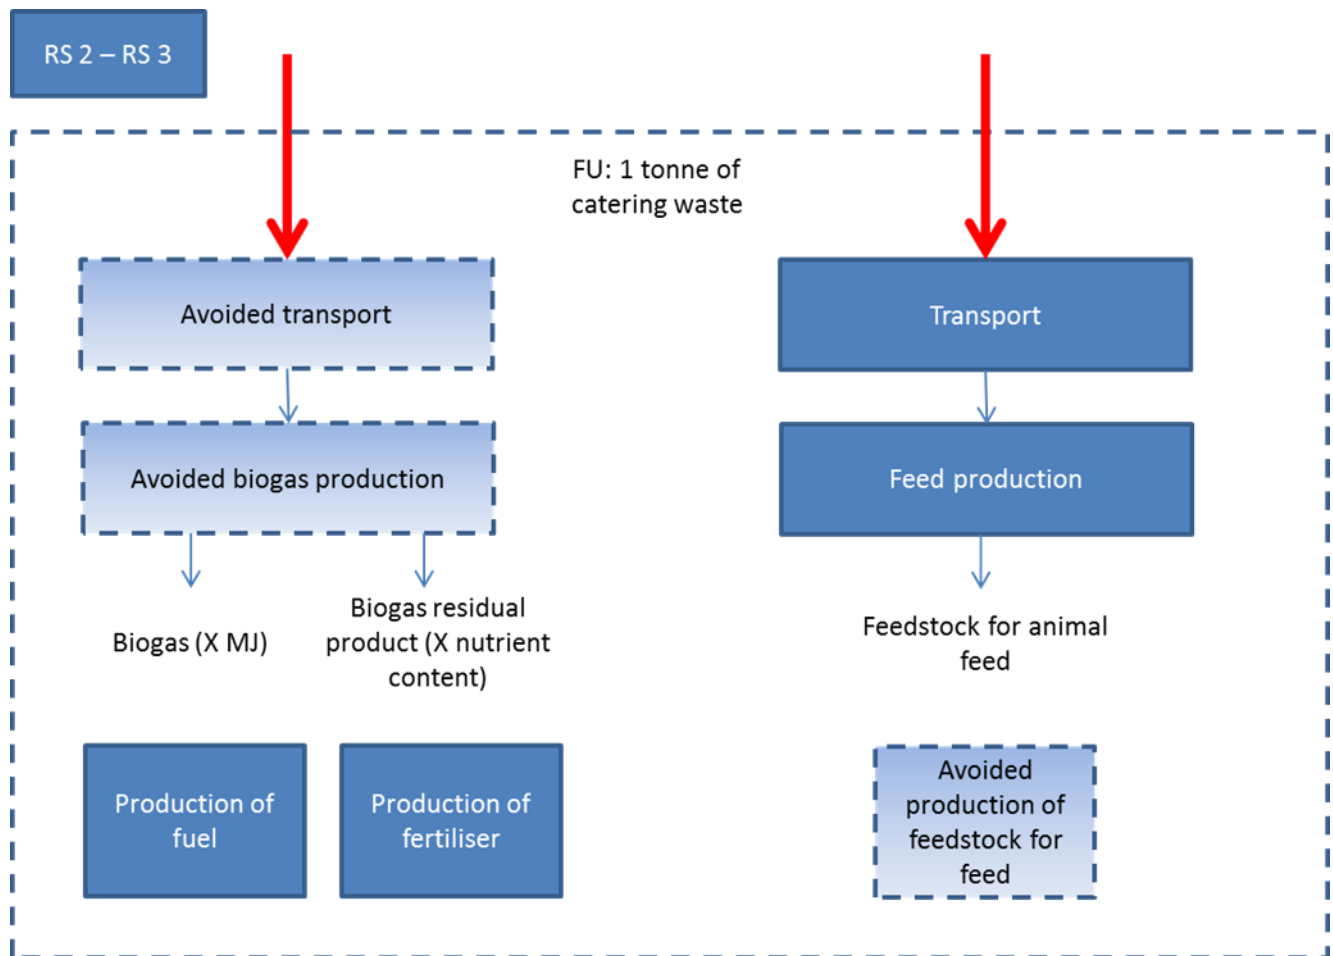 RS 2 – RS 3
FU: 1 tonne of
catering waste
Avoided transport
Transport
Avoided biogas production
Feed production
Biogas (X MJ)
Biogas residual
product (X nutrient
content)
Feedstock for animal
feed
Production of
fuel
Production of
fertiliser
Avoided
production of
feedstock for
feed